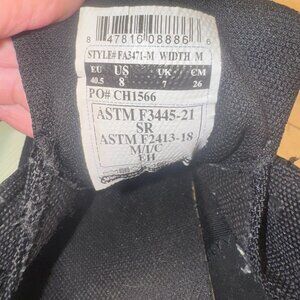 8 47816 08886 6
STYLE# FA3471-M WIDTH/ M
EU US UK CM
40.5 8 7 26
PO# CH1566
ASTM F3445-21
SR
ASTM F2413-18
M/I/C
EH